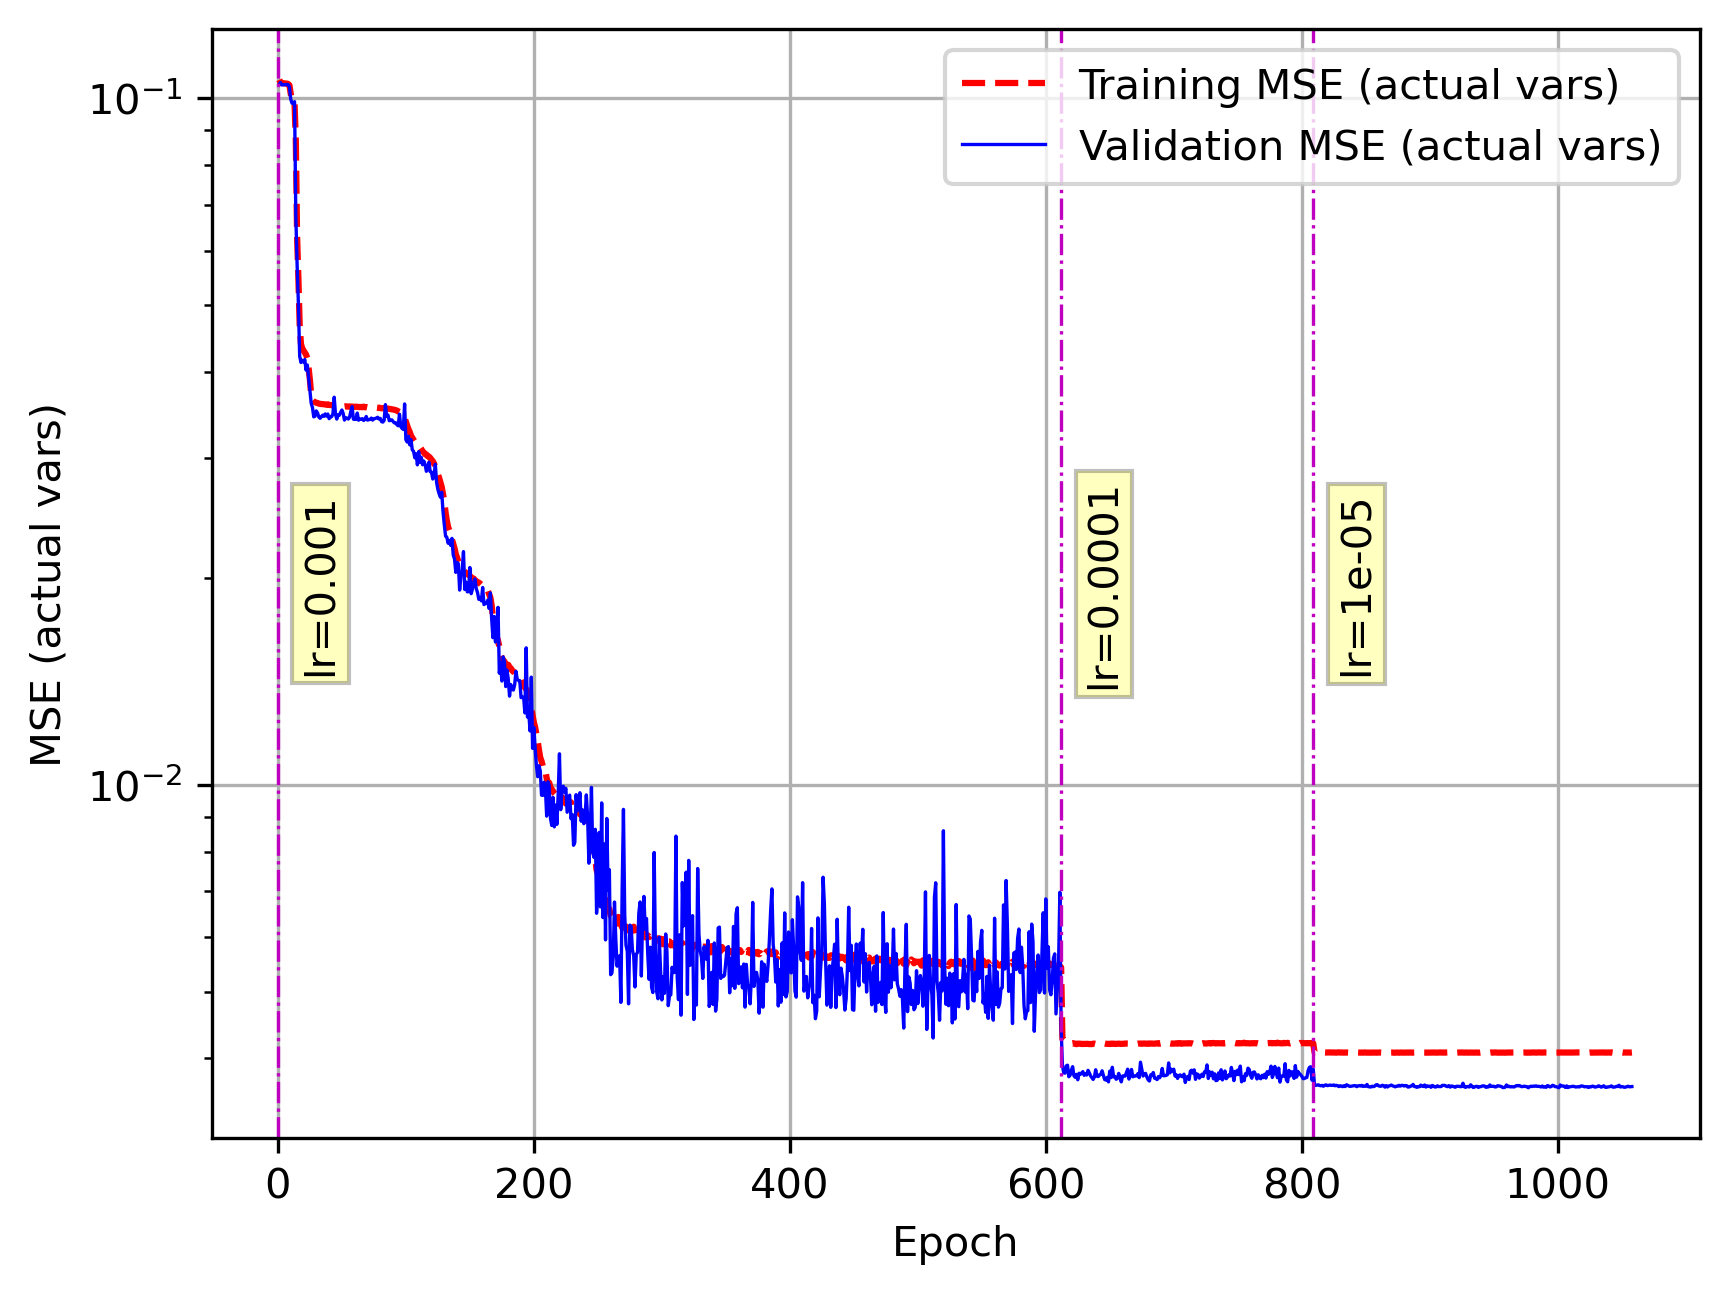 Training MSE (actual vars)
Validation MSE (actual vars)
10⁻¹
10⁻²
MSE (actual vars)
lr=0.001
lr=0.0001
lr=1e-05
0 200 400 600 800 1000
Epoch